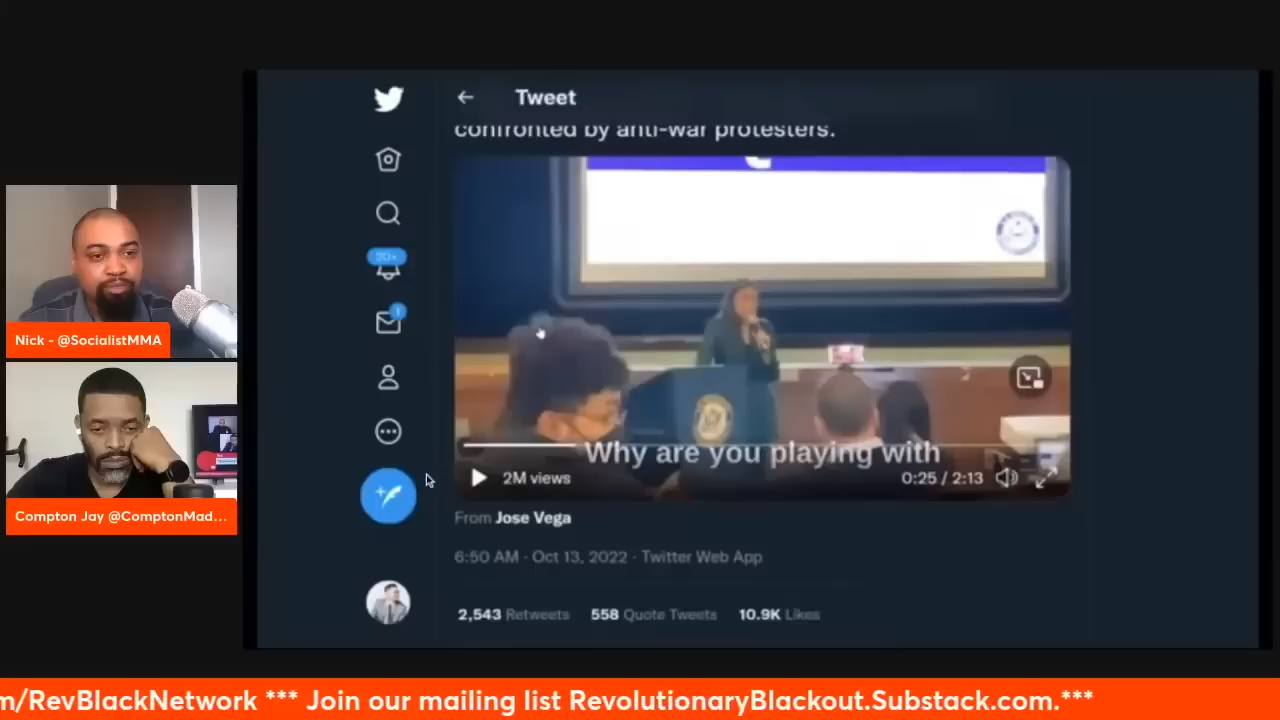 Tweet
confronted by anti-war protesters.
20+
1
Why are you playing with
2M views
0:25 / 2:13
From Jose Vega
6:50 AM · Oct 13, 2022 · Twitter Web App
2,543 Retweets 558 Quote Tweets 10.9K Likes
Nick - @SocialistMMA
Compton Jay @ComptonMad...
m/RevBlackNetwork *** Join our mailing list RevolutionaryBlackout.Substack.com.***